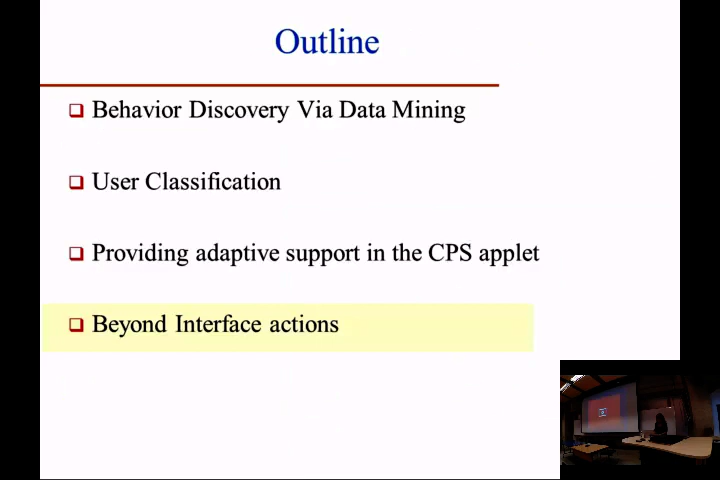 Outline
Behavior Discovery Via Data Mining
User Classification
Providing adaptive support in the CPS applet
Beyond Interface actions